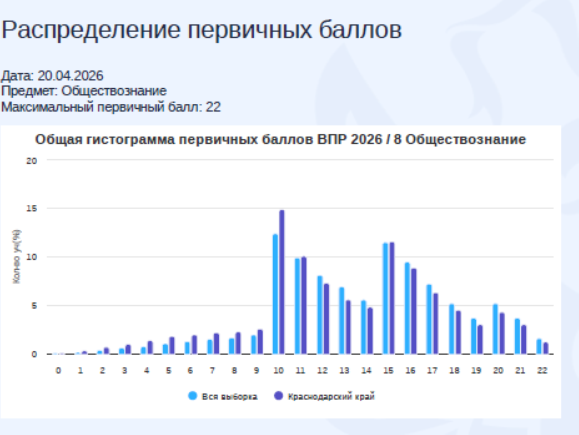 Распределение первичных баллов
Дата: 20.04.2026
Предмет: Обществознание
Максимальный первичный балл: 22
Общая гистограмма первичных баллов ВПР 2026 / 8 Обществознание
20
15
10
5
0
Кол-во уч(%)
0 1 2 3 4 5 6 7 8 9 10 11 12 13 14 15 16 17 18 19 20 21 22
Вся выборка Краснодарский край